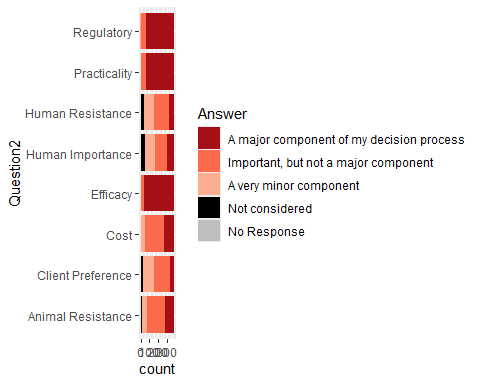 Regulatory
Practicality
Human Resistance
Human Importance
Efficacy
Cost
Client Preference
Animal Resistance
Question2
count
Answer
A major component of my decision process
Important, but not a major component
A very minor component
Not considered
No Response